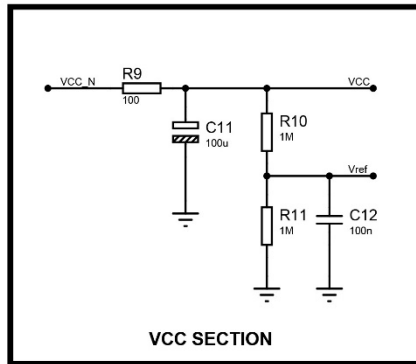 VCC_N
R9
100
VCC
C11
100u
R10
1M
Vref
R11
1M
C12
100n
VCC SECTION